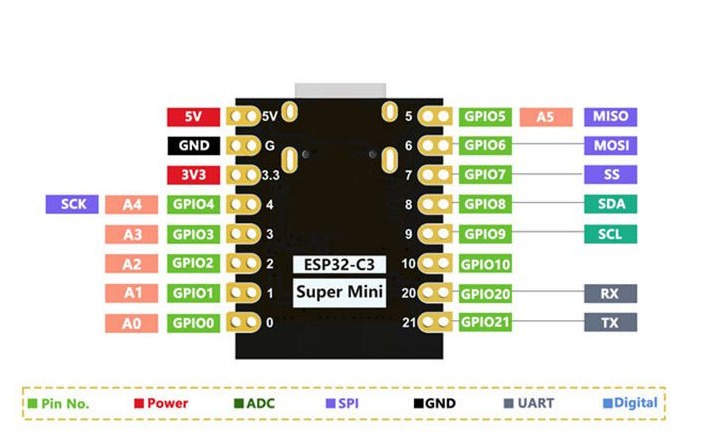 5V 5V 5 GPIO5 A5 MISO
GND G 6 GPIO6 MOSI
3V3 3.3 7 GPIO7 SS
SCK A4 GPIO4 4 8 GPIO8 SDA
A3 GPIO3 3 9 GPIO9 SCL
A2 GPIO2 2 10 GPIO10
ESP32-C3
A1 GPIO1 1 20 GPIO20 RX
Super Mini
A0 GPIO0 0 21 GPIO21 TX
Pin No. Power ADC SPI GND UART Digital